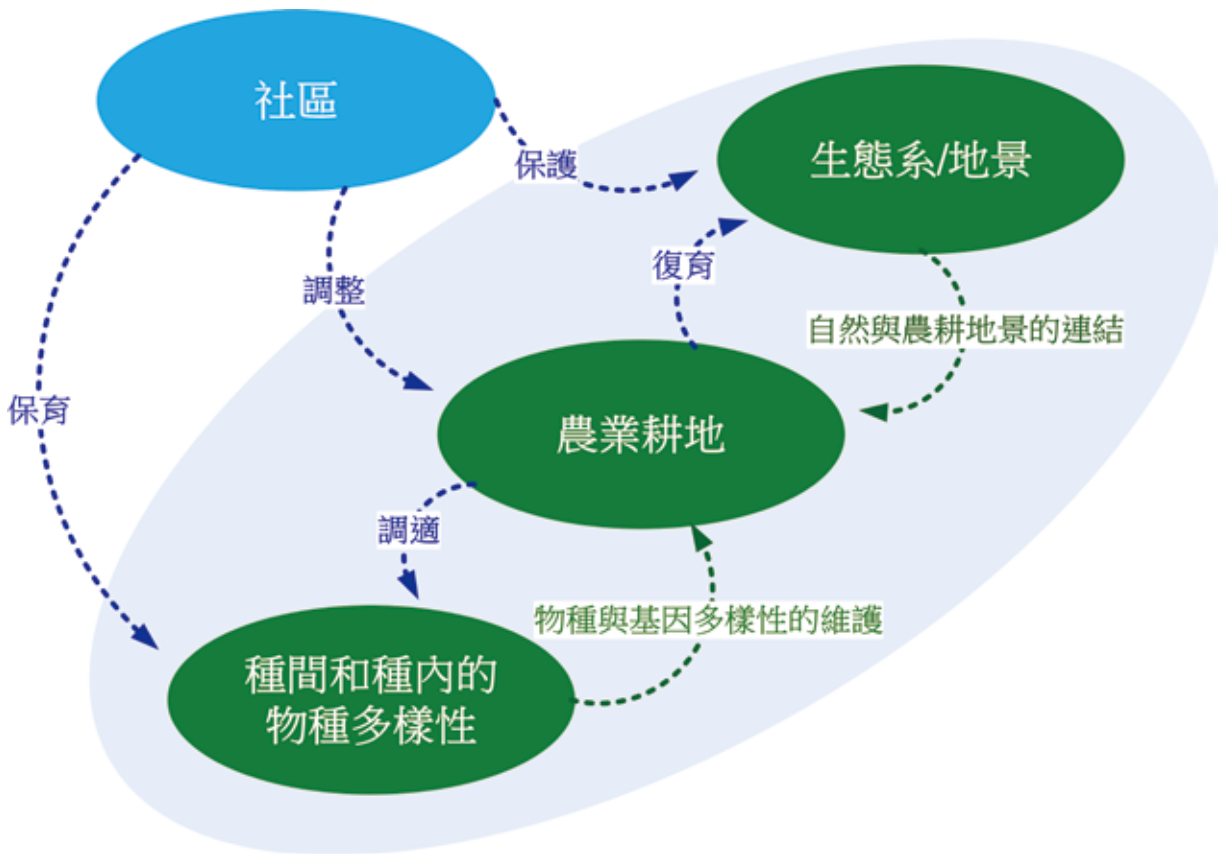 社區
保護
生態系/地景
復育
調整
自然與農耕地景的連結
保育
農業耕地
調適
物種與基因多樣性的維護
種間和種內的
物種多樣性